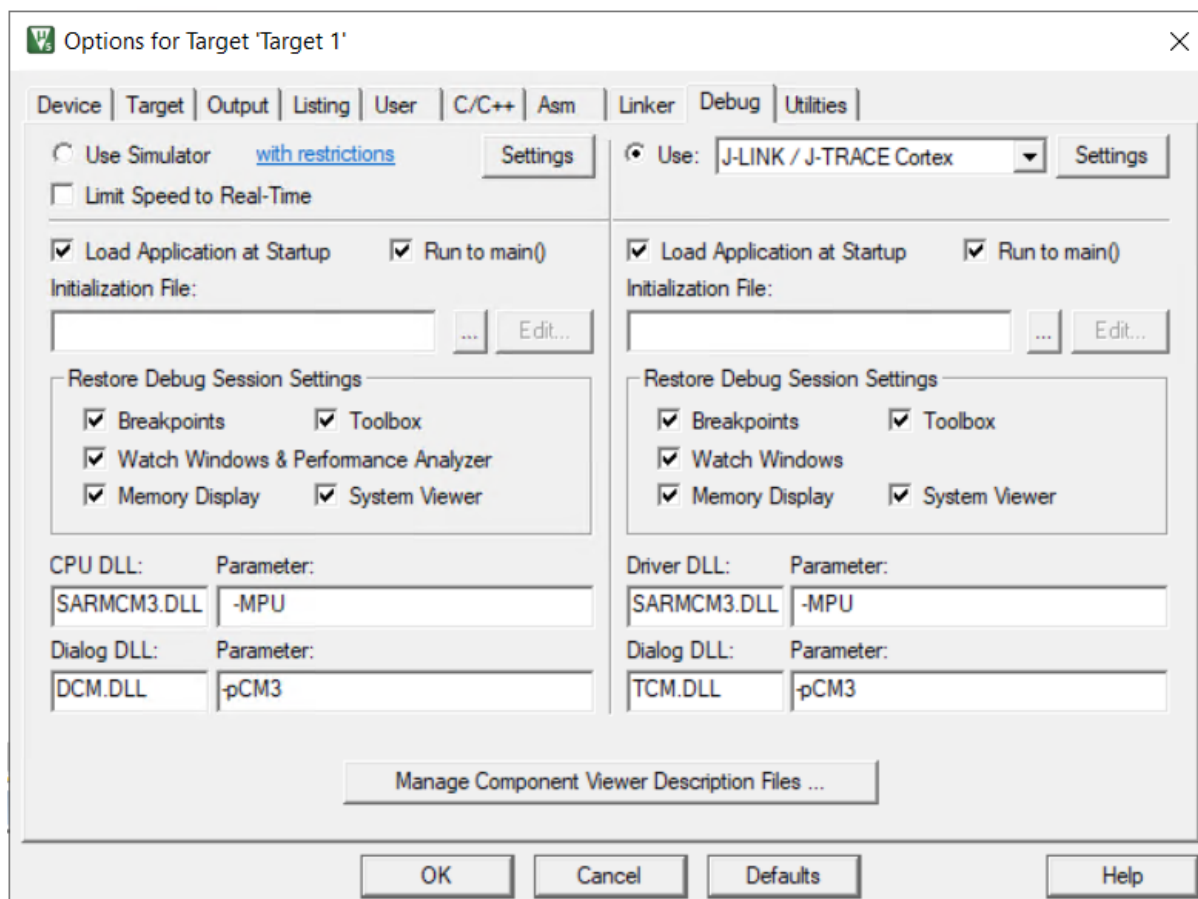 Options for Target 'Target 1'
Device Target Output Listing User C/C++ Asm Linker Debug Utilities
Use Simulator with restrictions Settings
Limit Speed to Real-Time
Load Application at Startup Run to main()
Initialization File:
... Edit...
Restore Debug Session Settings
Breakpoints Toolbox
Watch Windows & Performance Analyzer
Memory Display System Viewer
CPU DLL: Parameter:
SARMCM3.DLL -MPU
Dialog DLL: Parameter:
DCM.DLL -pCM3
Use: J-LINK / J-TRACE Cortex Settings
Load Application at Startup Run to main()
Initialization File:
... Edit...
Restore Debug Session Settings
Breakpoints Toolbox
Watch Windows
Memory Display System Viewer
Driver DLL: Parameter:
SARMCM3.DLL -MPU
Dialog DLL: Parameter:
TCM.DLL -pCM3
Manage Component Viewer Description Files ...
OK Cancel Defaults Help